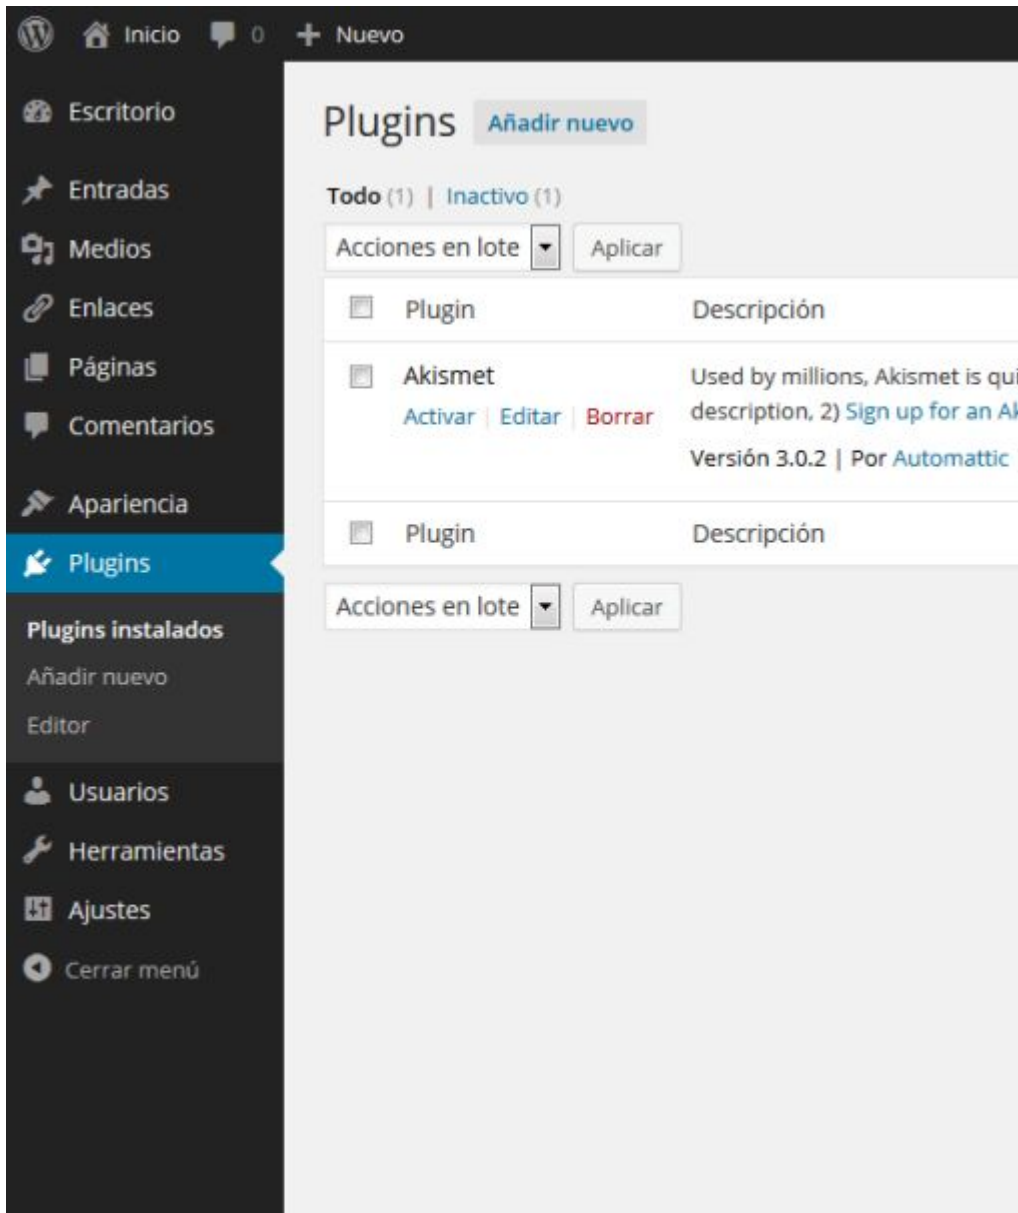 Inicio 0 Nuevo
Escritorio
Entradas
Medios
Enlaces
Páginas
Comentarios
Apariencia
Plugins
Plugins instalados
Añadir nuevo
Editor
Usuarios
Herramientas
Ajustes
Cerrar menú
Plugins Añadir nuevo
Todo (1) | Inactivo (1)
Acciones en lote Aplicar
Plugin Descripción
Akismet
Activar | Editar | Borrar
Used by millions, Akismet is qui
description, 2) Sign up for an Ak
Versión 3.0.2 | Por Automattic
Plugin Descripción
Acciones en lote Aplicar